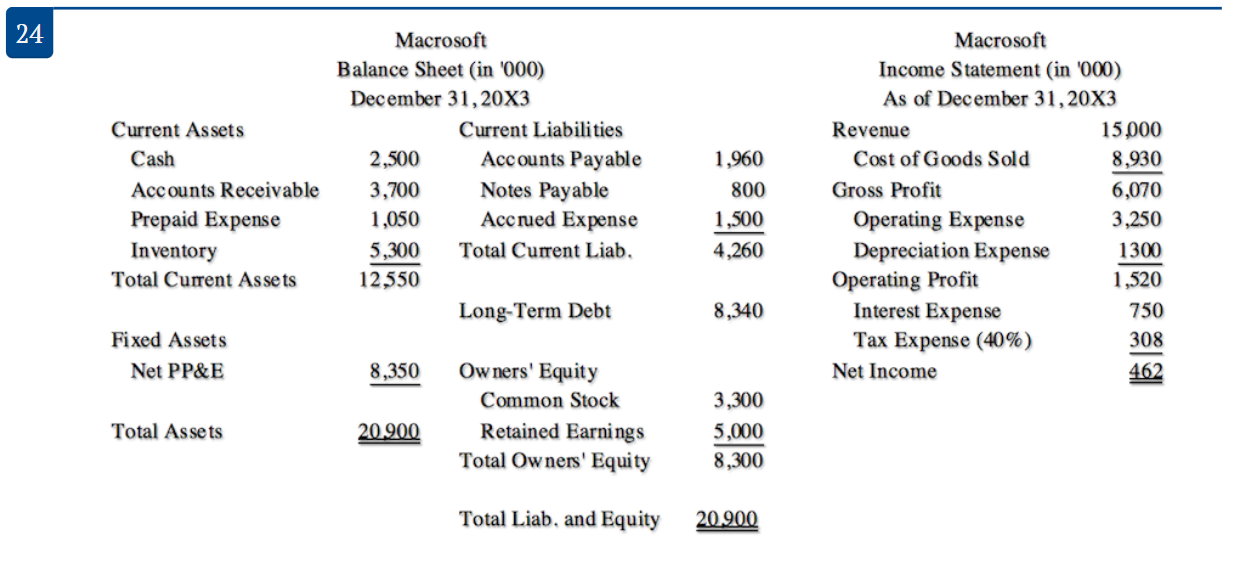 24
Macrosoft
Balance Sheet (in '000)
December 31, 20X3
Current Assets Current Liabilities
Cash 2,500 Accounts Payable 1,960
Accounts Receivable 3,700 Notes Payable 800
Prepaid Expense 1,050 Accrued Expense 1,500
Inventory 5,300 Total Current Liab. 4,260
Total Current Assets 12,550
Long-Term Debt 8,340
Fixed Assets
Net PP&E 8,350 Owners' Equity
Common Stock 3,300
Total Assets 20,900 Retained Earnings 5,000
Total Owners' Equity 8,300
Total Liab. and Equity 20,900
Macrosoft
Income Statement (in '000)
As of December 31, 20X3
Revenue 15,000
Cost of Goods Sold 8,930
Gross Profit 6,070
Operating Expense 3,250
Depreciation Expense 1300
Operating Profit 1,520
Interest Expense 750
Tax Expense (40%) 308
Net Income 462